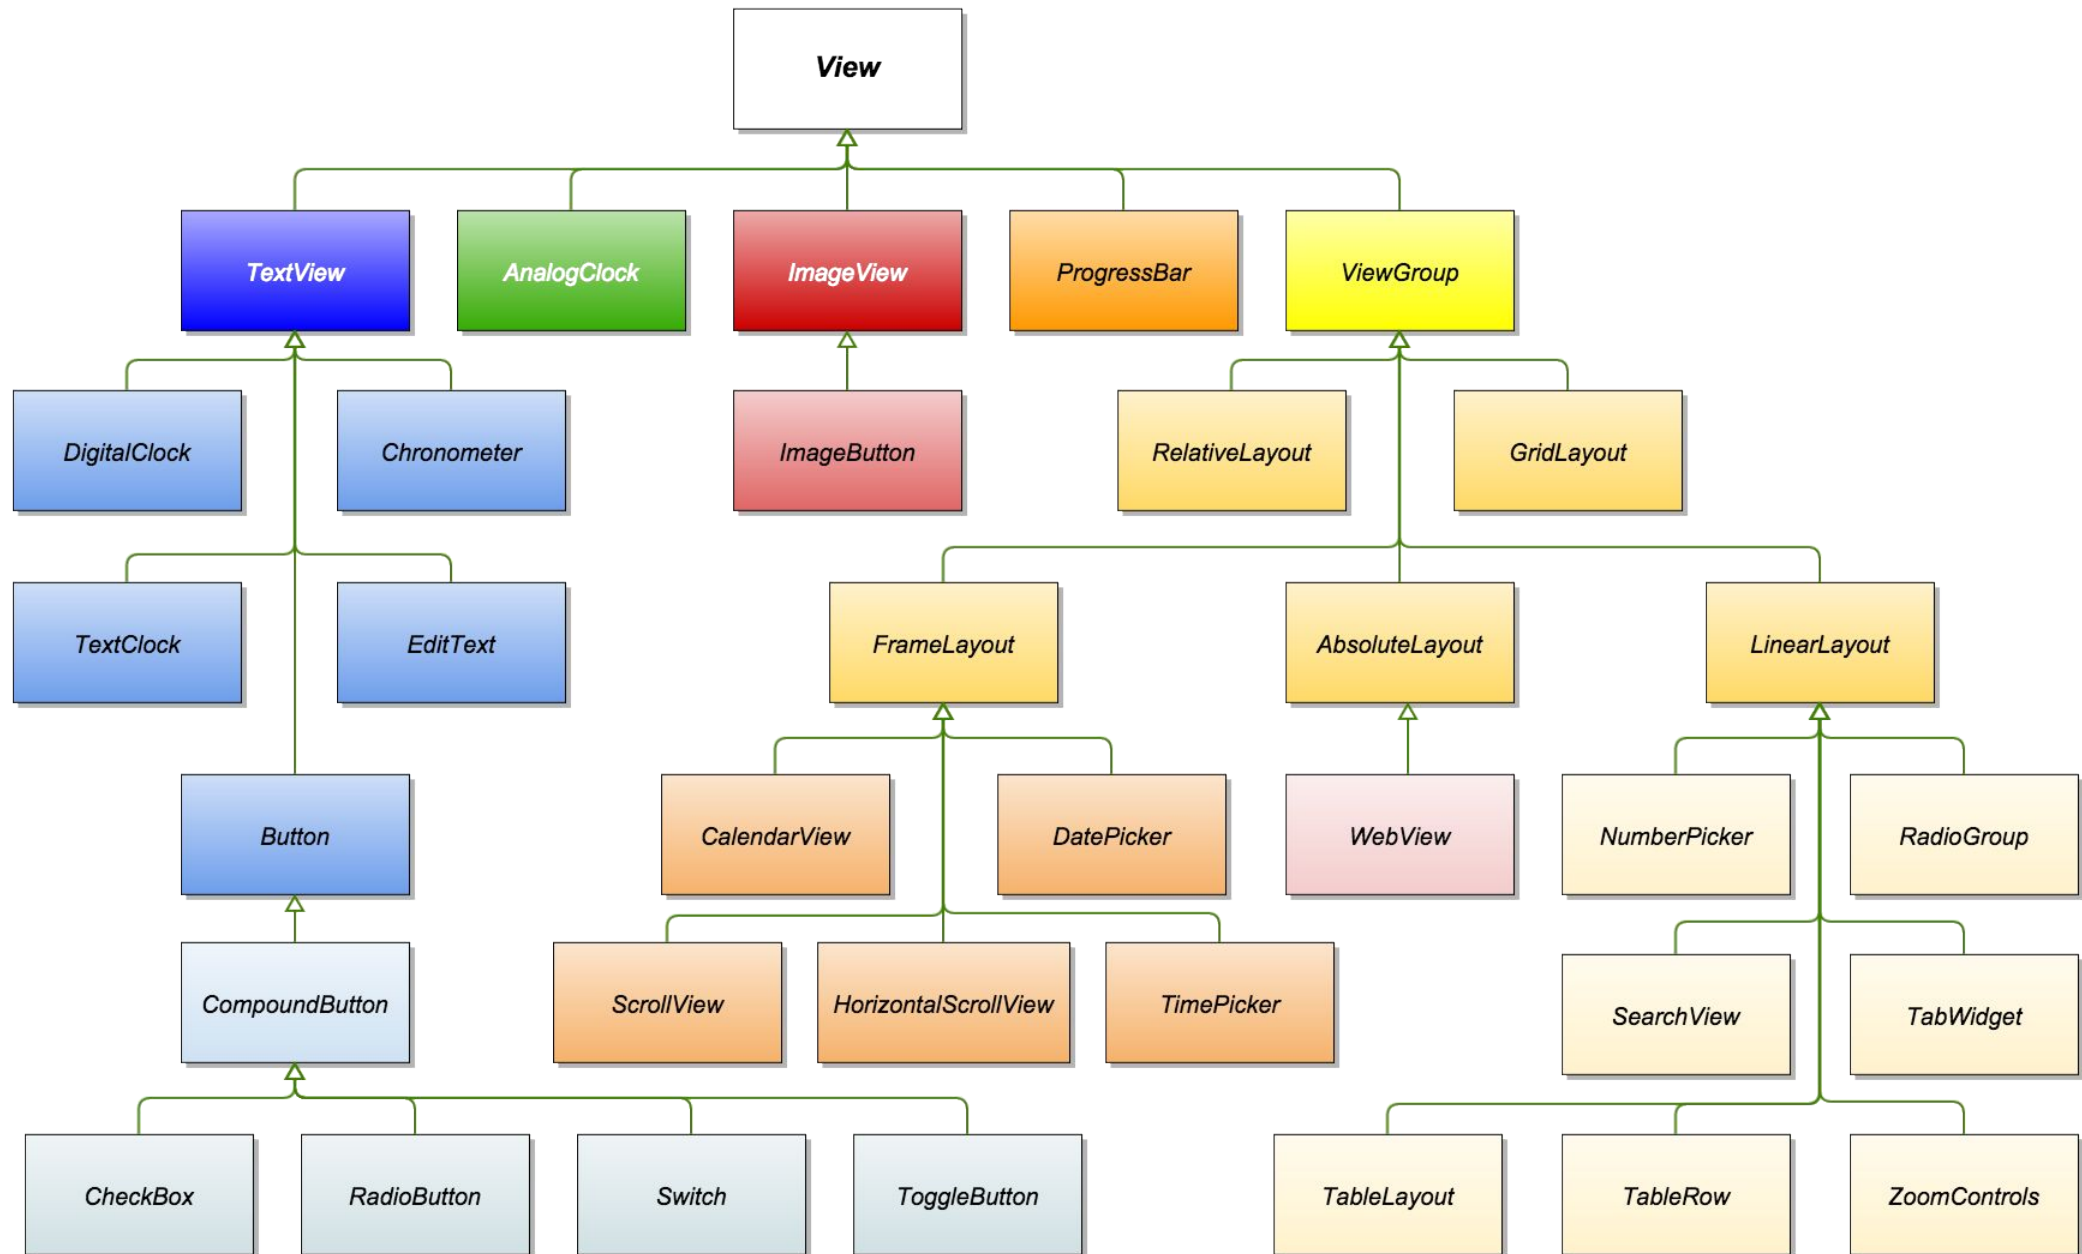 View
TextView
AnalogClock
ImageView
ProgressBar
ViewGroup
DigitalClock
Chronometer
ImageButton
RelativeLayout
GridLayout
TextClock
EditText
FrameLayout
AbsoluteLayout
LinearLayout
Button
CalendarView
DatePicker
WebView
NumberPicker
RadioGroup
CompoundButton
ScrollView
HorizontalScrollView
TimePicker
SearchView
TabWidget
CheckBox
RadioButton
Switch
ToggleButton
TableLayout
TableRow
ZoomControls